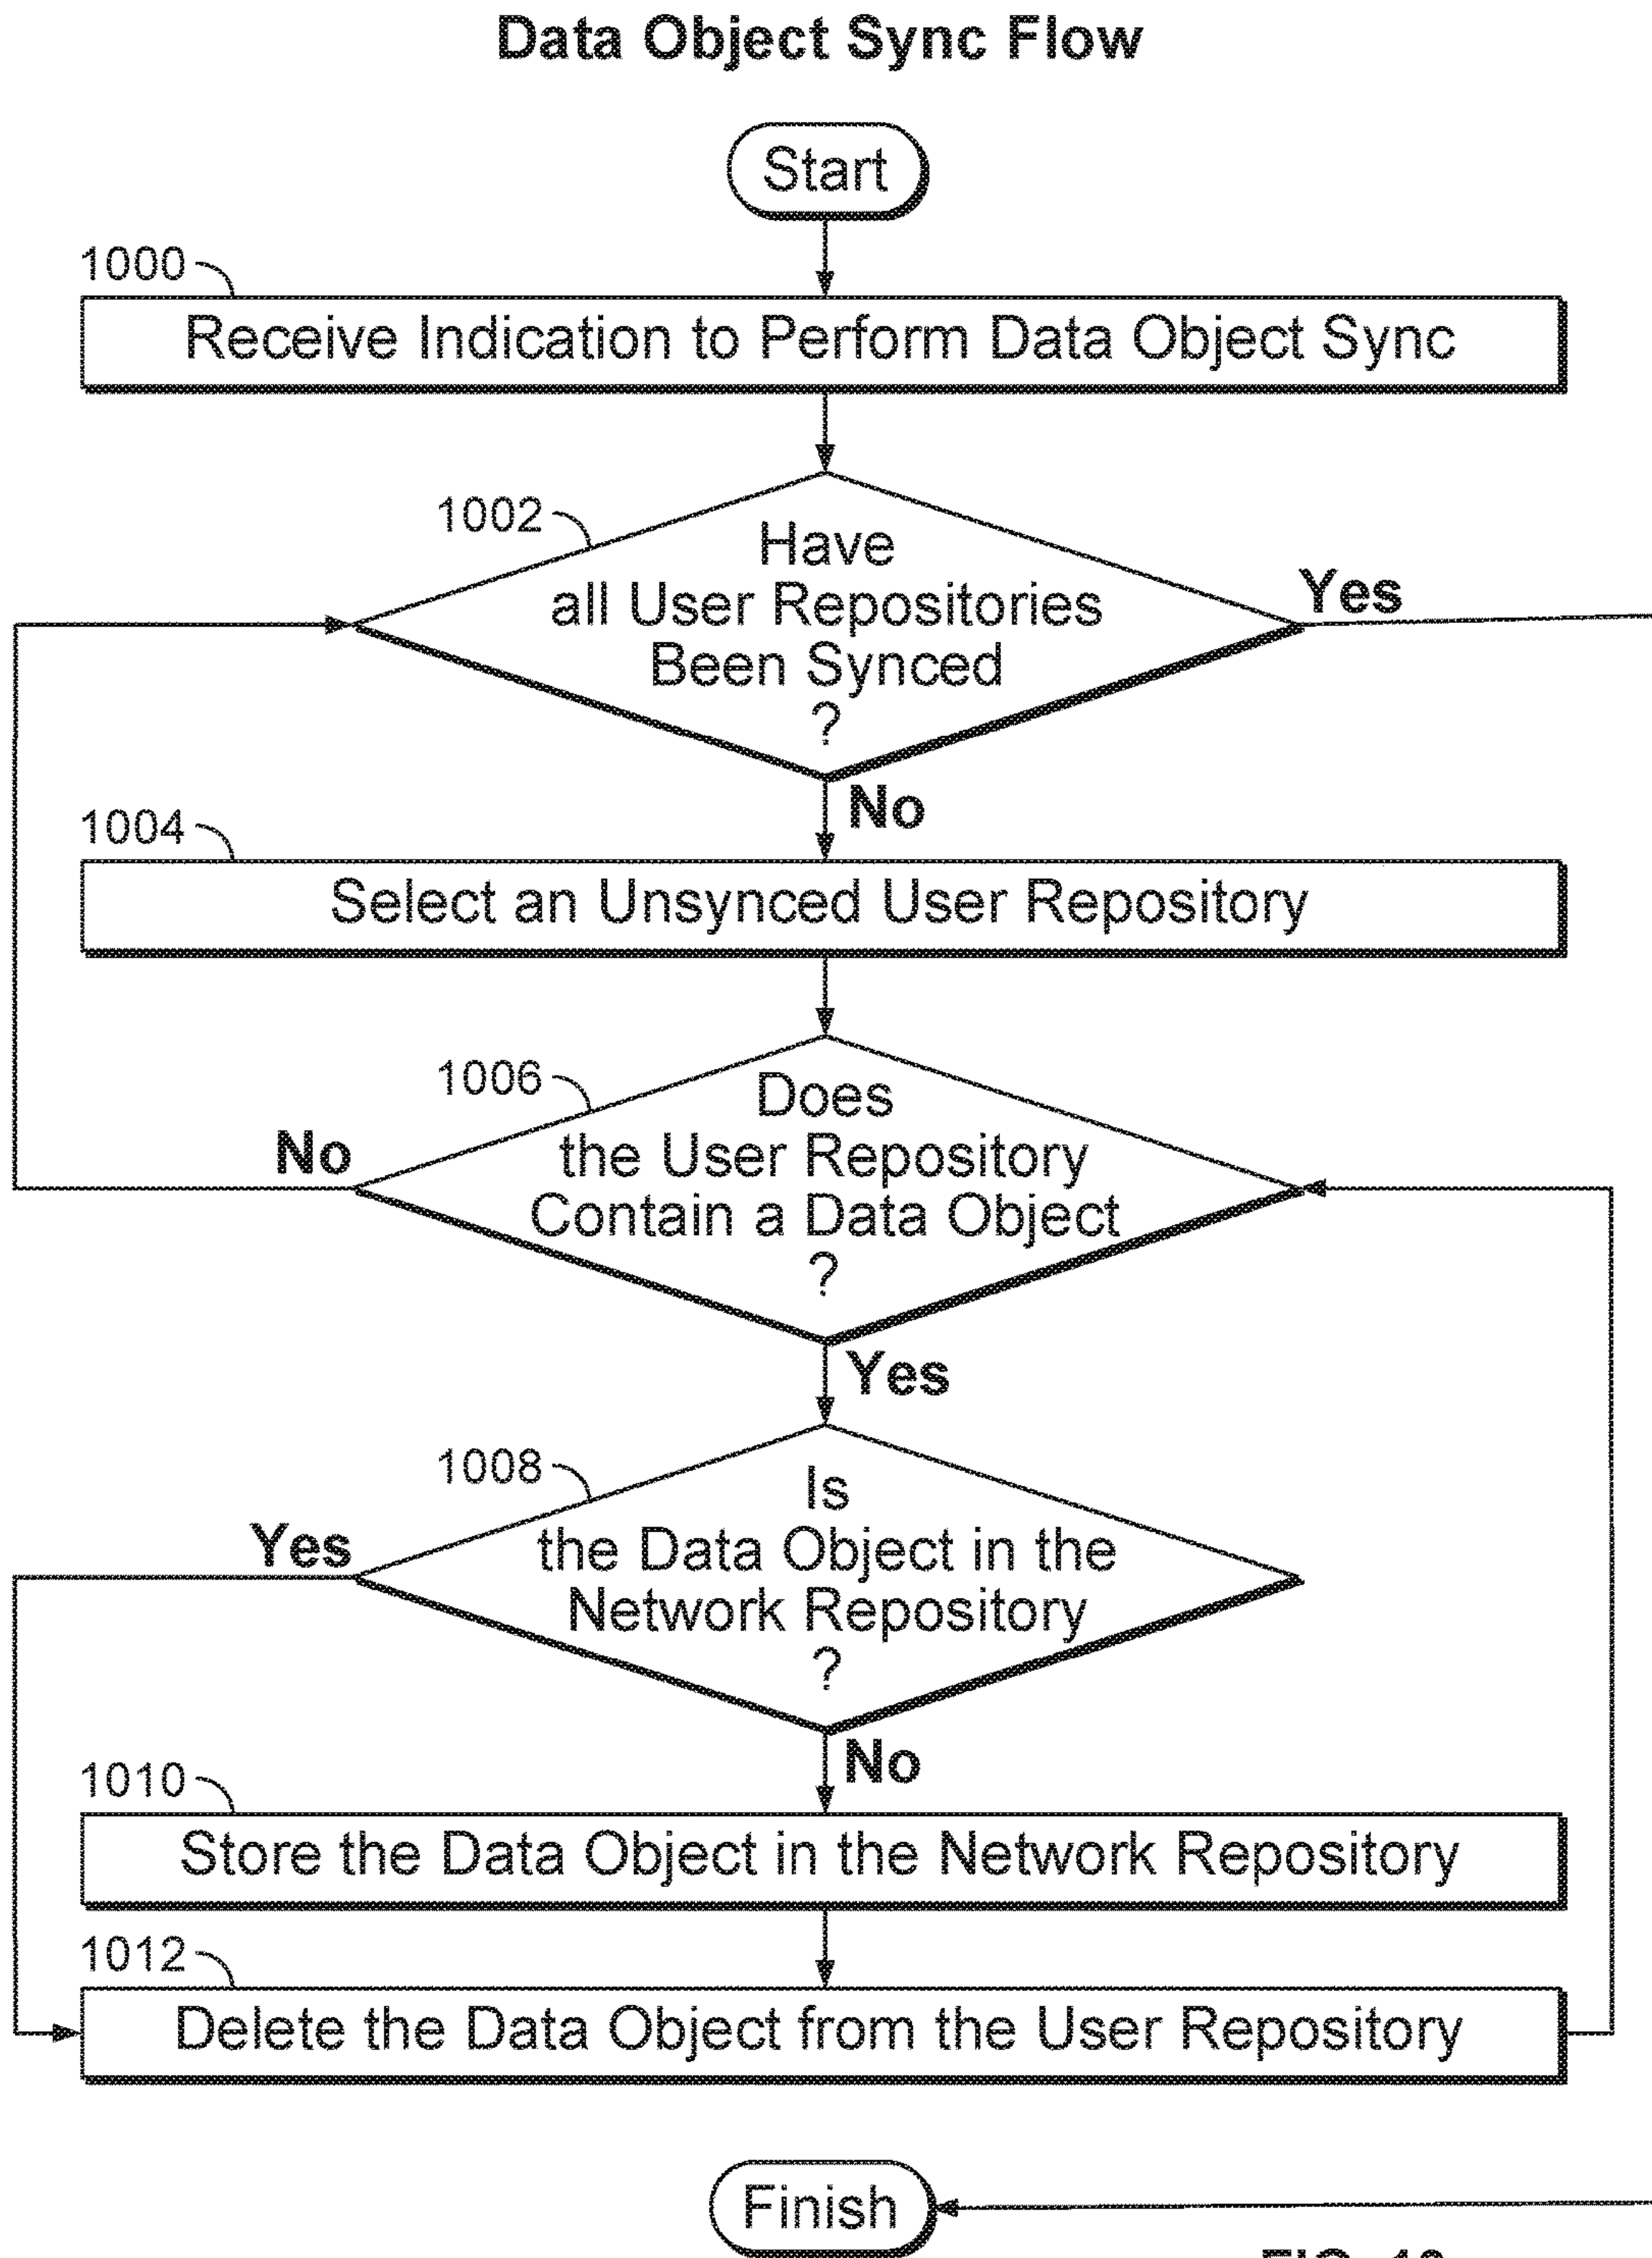 Data Object Sync Flow
Start
1000
Receive Indication to Perform Data Object Sync
1002
Have
all User Repositories
Been Synced
?
Yes
No
1004
Select an Unsynced User Repository
1006
Does
the User Repository
Contain a Data Object
?
No
Yes
1008
Is
the Data Object in the
Network Repository
?
Yes
No
1010
Store the Data Object in the Network Repository
1012
Delete the Data Object from the User Repository
Finish